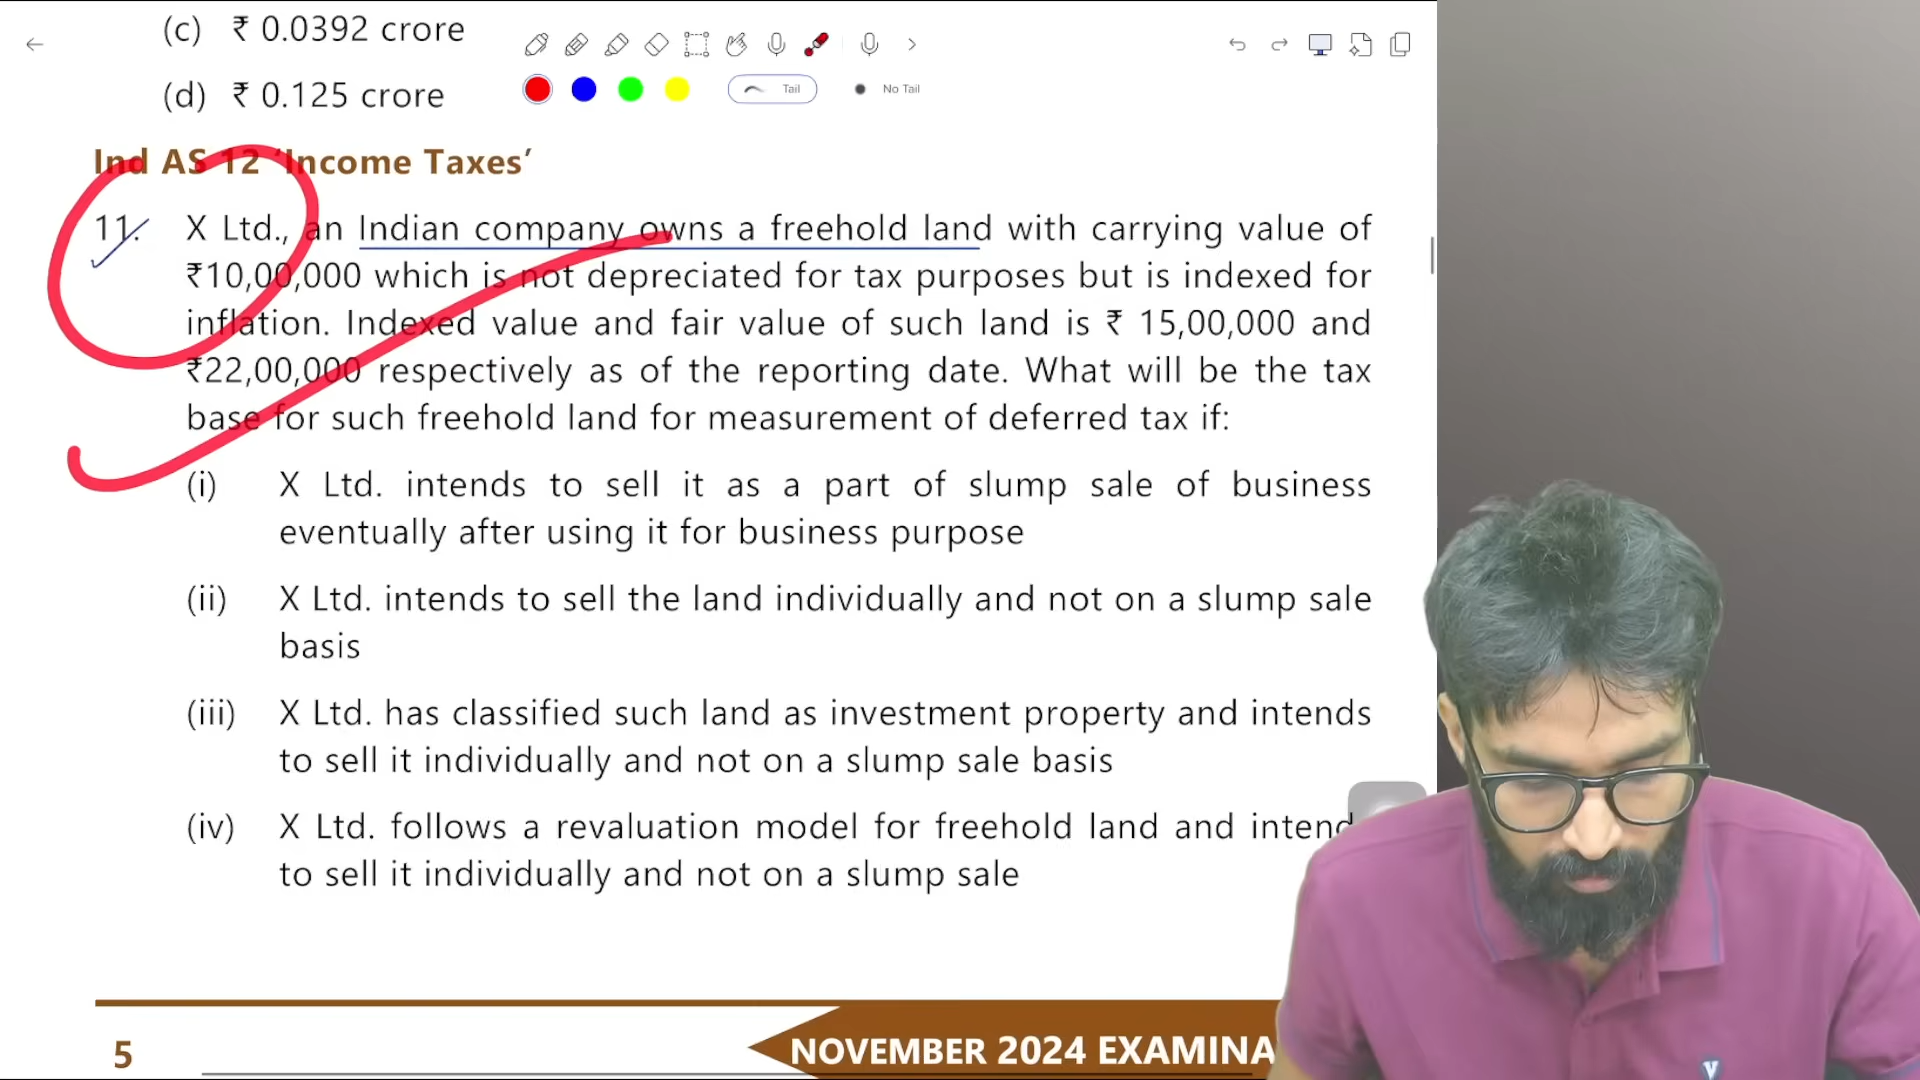 (c) ₹ 0.0392 crore
(d) ₹ 0.125 crore
Tail
No Tail
Ind AS 12 ‘Income Taxes’
11. X Ltd., an Indian company owns a freehold land with carrying value of
₹10,00,000 which is not depreciated for tax purposes but is indexed for
inflation. Indexed value and fair value of such land is ₹ 15,00,000 and
₹22,00,000 respectively as of the reporting date. What will be the tax
base for such freehold land for measurement of deferred tax if:
(i) X Ltd. intends to sell it as a part of slump sale of business
eventually after using it for business purpose
(ii) X Ltd. intends to sell the land individually and not on a slump sale
basis
(iii) X Ltd. has classified such land as investment property and intends
to sell it individually and not on a slump sale basis
(iv) X Ltd. follows a revaluation model for freehold land and intend
to sell it individually and not on a slump sale
5
NOVEMBER 2024 EXAMINA